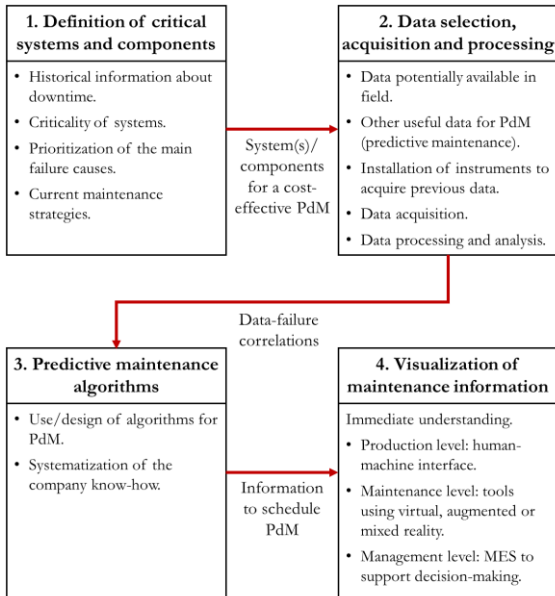 1. Definition of critical
systems and components
• Historical information about
downtime.
• Criticality of systems.
• Prioritization of the main
failure causes.
• Current maintenance
strategies.
System(s)/
components
for a cost-
effective PdM
2. Data selection,
acquisition and processing
• Data potentially available in
field.
• Other useful data for PdM
(predictive maintenance).
• Installation of instruments to
acquire previous data.
• Data acquisition.
• Data processing and analysis.
Data-failure
correlations
3. Predictive maintenance
algorithms
• Use/design of algorithms for
PdM.
• Systematization of the
company know-how.
Information
to schedule
PdM
4. Visualization of
maintenance information
Immediate understanding.
• Production level: human-
machine interface.
• Maintenance level: tools
using virtual, augmented or
mixed reality.
• Management level: MES to
support decision-making.